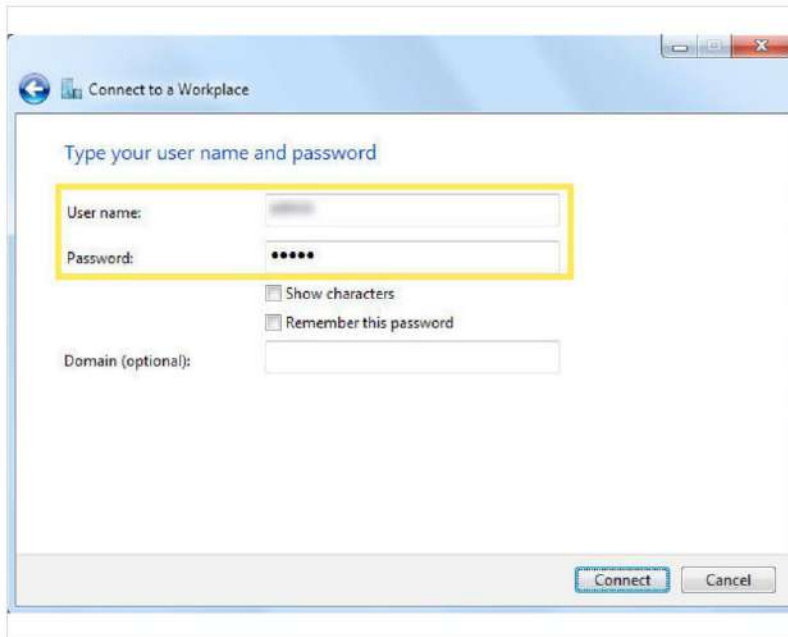 Connect to a Workplace
Type your user name and password
User name:
Password: •••••
Show characters
Remember this password
Domain (optional):
Connect Cancel